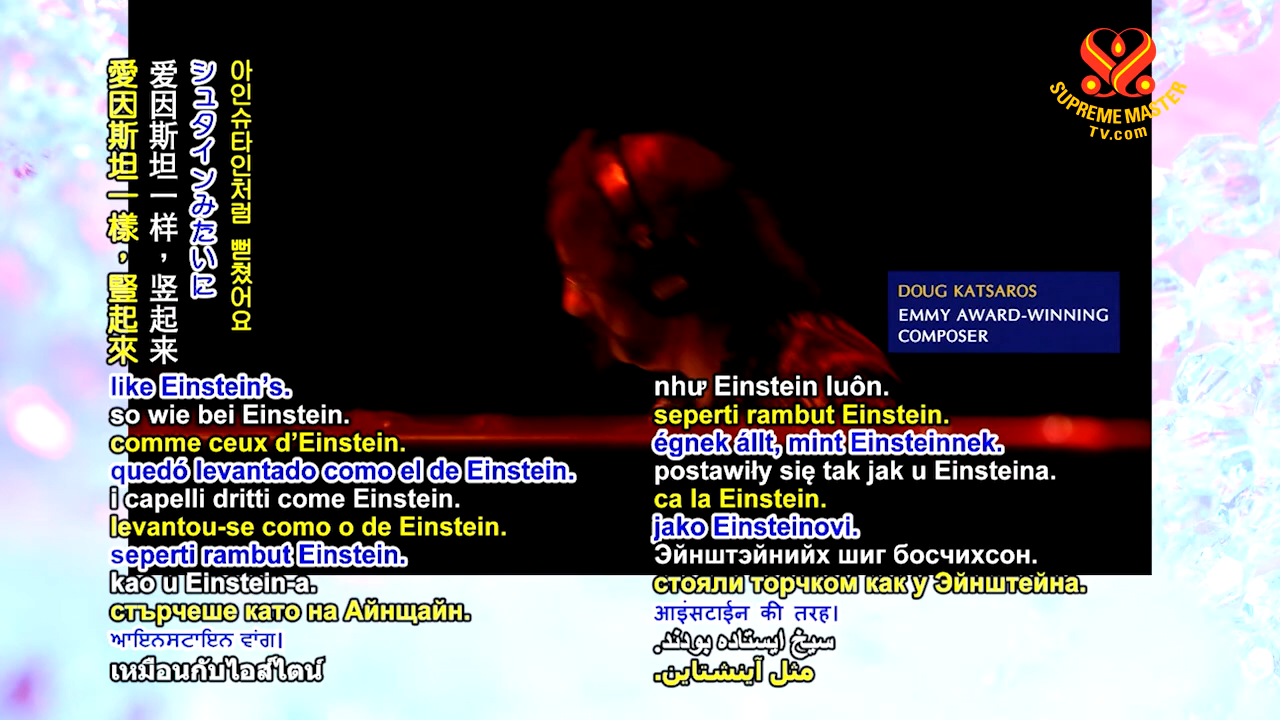 SUPREME MASTER
TV.com
아인슈타인처럼 뻗쳤어요
シュタインみたいに
爱因斯坦一样，竖起来
愛因斯坦一樣，豎起來
DOUG KATSAROS
EMMY AWARD-WINNING
COMPOSER
like Einstein’s.
so wie bei Einstein.
comme ceux d’Einstein.
quedó levantado como el de Einstein.
i capelli dritti come Einstein.
levantou-se como o de Einstein.
seperti rambut Einstein.
kao u Einstein-a.
стърчеше като на Айнщайн.
ਆਇਨਸਟਾਇਨ ਵਾਂਗ।
เหมือนกับไอส์ไตน์
như Einstein luôn.
seperti rambut Einstein.
égnek állt, mint Einsteinnek.
postawiły się tak jak u Einsteina.
ca la Einstein.
jako Einsteinovi.
Эйнштэйнийх шиг босчихсон.
стояли торчком как у Эйнштейна.
आइंसटाईन की तरह।
سیخ ایستاده بودند.
مثل آينشتاين.